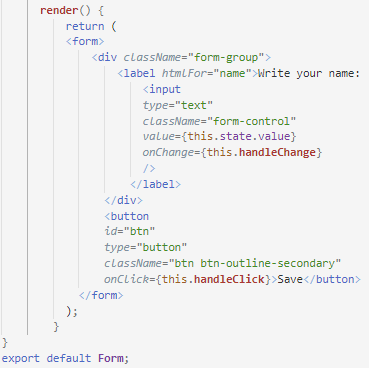 render() {
return (
<form>
<div className="form-group">
<label htmlFor="name">Write your name:
<input
type="text"
className="form-control"
value={this.state.value}
onChange={this.handleChange}
/>
</label>
</div>
<button
id="btn"
type="button"
className="btn btn-outline-secondary"
onClick={this.handleClick}>Save</button>
</form>
);
}
}
export default Form;